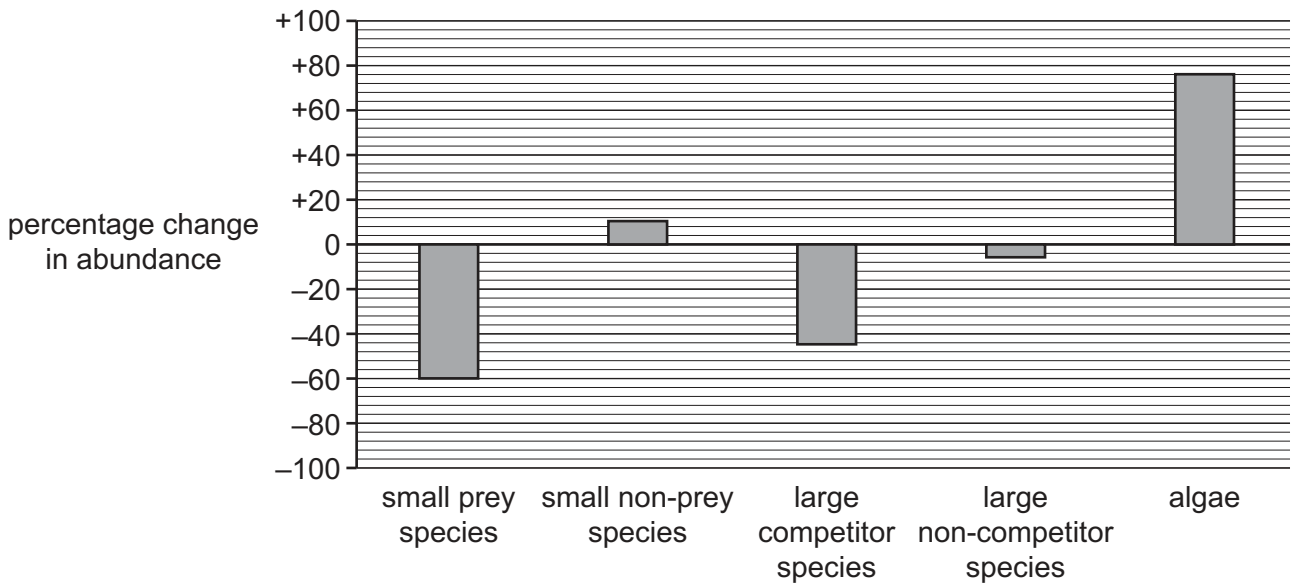 +100
+80
+60
+40
+20
0
–20
–40
–60
–80
–100
percentage change
in abundance
small prey
species
small non-prey
species
large
competitor
species
large
non-competitor
species
algae